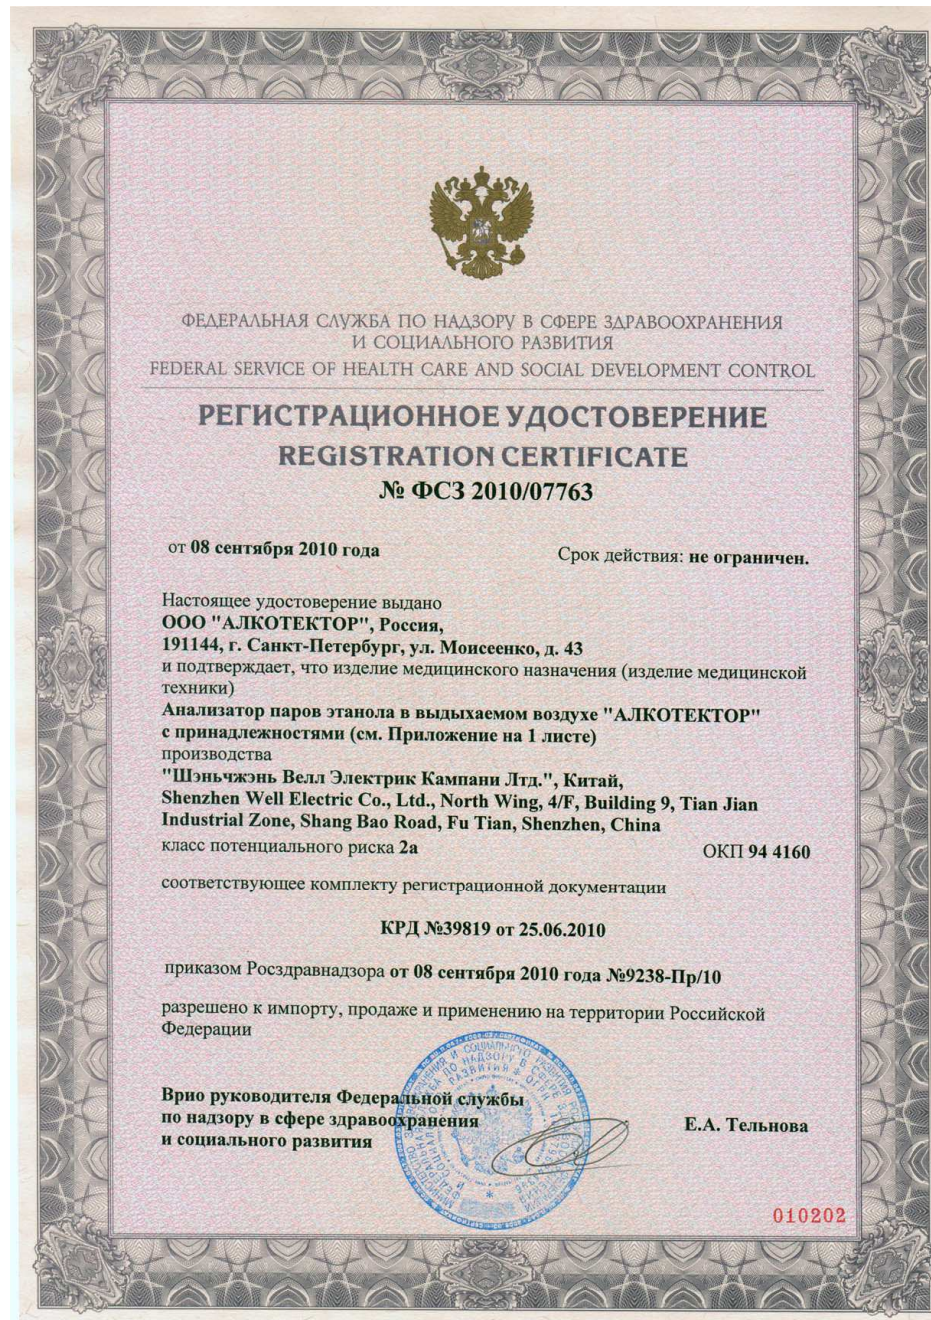 ФЕДЕРАЛЬНАЯ СЛУЖБА ПО НАДЗОРУ В СФЕРЕ ЗДРАВООХРАНЕНИЯ
И СОЦИАЛЬНОГО РАЗВИТИЯ
FEDERAL SERVICE OF HEALTH CARE AND SOCIAL DEVELOPMENT CONTROL
РЕГИСТРАЦИОННОЕ УДОСТОВЕРЕНИЕ
REGISTRATION CERTIFICATE
№ ФСЗ 2010/07763
от 08 сентября 2010 года Срок действия: не ограничен.
Настоящее удостоверение выдано
ООО "АЛКОТЕКТОР", Россия,
191144, г. Санкт-Петербург, ул. Моисеенко, д. 43
и подтверждает, что изделие медицинского назначения (изделие медицинской
техники)
Анализатор паров этанола в выдыхаемом воздухе "АЛКОТЕКТОР"
с принадлежностями (см. Приложение на 1 листе)
производства
"Шэньчжэнь Велл Электрик Кампани Лтд.", Китай,
Shenzhen Well Electric Co., Ltd., North Wing, 4/F, Building 9, Tian Jian
Industrial Zone, Shang Bao Road, Fu Tian, Shenzhen, China
класс потенциального риска 2а ОКП 94 4160
соответствующее комплекту регистрационной документации
КРД №39819 от 25.06.2010
приказом Росздравнадзора от 08 сентября 2010 года №9238-Пр/10
разрешено к импорту, продаже и применению на территории Российской
Федерации
Врио руководителя Федеральной службы
по надзору в сфере здравоохранения
и социального развития
Е.А. Тельнова
010202